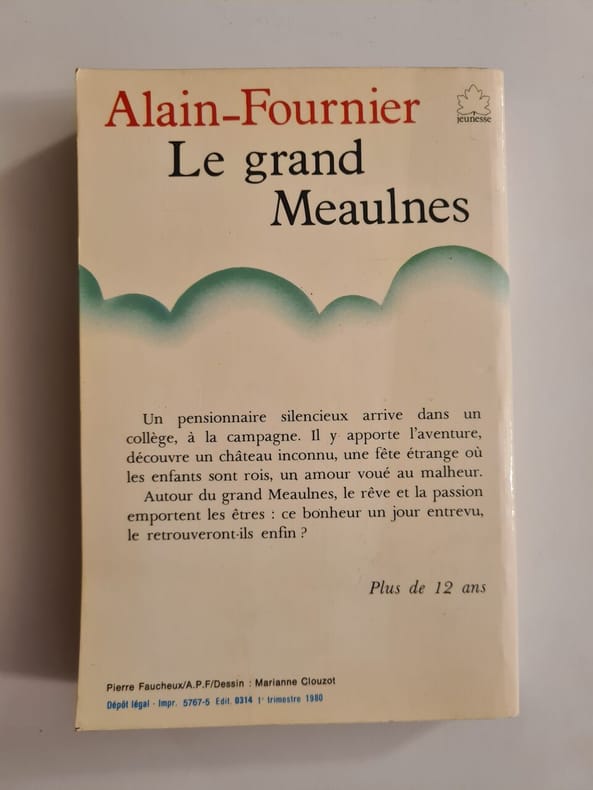 Alain-Fournier
jeunesse
Le grand
Meaulnes
Un pensionnaire silencieux arrive dans un
collège, à la campagne. Il y apporte l'aventure,
découvre un château inconnu, une fête étrange où
les enfants sont rois, un amour voué au malheur.
Autour du grand Meaulnes, le rêve et la passion
emportent les êtres : ce bonheur un jour entrevu,
le retrouveront-ils enfin ?
Plus de 12 ans
Pierre Faucheux/A.P.F/Dessin : Marianne Clouzot
Dépôt légal - Impr. 5767-5 Edit. 0314 1e trimestre 1980